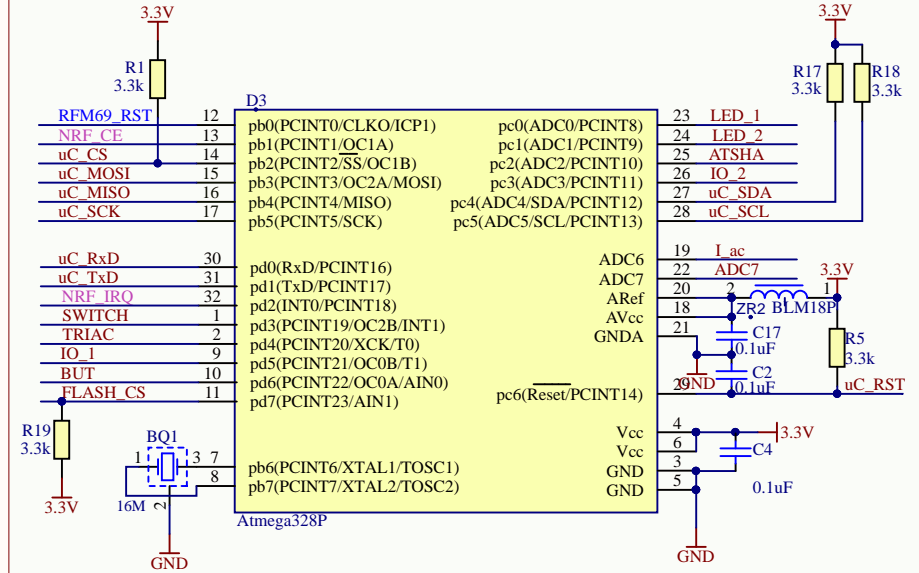 3.3V
3.3V
R1
3.3k
R17
3.3k
R18
3.3k
D3
RFM69_RST 12 pb0(PCINT0/CLKO/ICP1)
NRF_CE 13 pb1(PCINT1/OC1A)
uC_CS 14 pb2(PCINT2/SS/OC1B)
uC_MOSI 15 pb3(PCINT3/OC2A/MOSI)
uC_MISO 16 pb4(PCINT4/MISO)
uC_SCK 17 pb5(PCINT5/SCK)
pc0(ADC0/PCINT8) 23 LED_1
pc1(ADC1/PCINT9) 24 LED_2
pc2(ADC2/PCINT10) 25 ATSHA
pc3(ADC3/PCINT11) 26 IO_2
pc4(ADC4/SDA/PCINT12) 27 uC_SDA
pc5(ADC5/SCL/PCINT13) 28 uC_SCL
uC_RxD 30 pd0(RxD/PCINT16)
uC_TxD 31 pd1(TxD/PCINT17)
NRF_IRQ 32 pd2(INT0/PCINT18)
SWITCH 1 pd3(PCINT19/OC2B/INT1)
TRIAC 2 pd4(PCINT20/XCK/T0)
IO_1 9 pd5(PCINT21/OC0B/T1)
BUT 10 pd6(PCINT22/OC0A/AIN0)
FLASH_CS 11 pd7(PCINT23/AIN1)
ADC6 19 I_ac
ADC7 22 ADC7
3.3V
ARef 20 2 1
ZR2 BLM18P
AVcc 18
GNDA 21
C17
0.1uF
R5
3.3k
C2
0.1uF
GND
pc6(Reset/PCINT14) 29 uC_RST
R19
3.3k
3.3V
BQ1
1 3 7 pb6(PCINT6/XTAL1/TOSC1)
8 pb7(PCINT7/XTAL2/TOSC2)
16M
2
GND
Vcc 4 3.3V
Vcc 6
GND 3
GND 5
C4
0.1uF
GND
Atmega328P